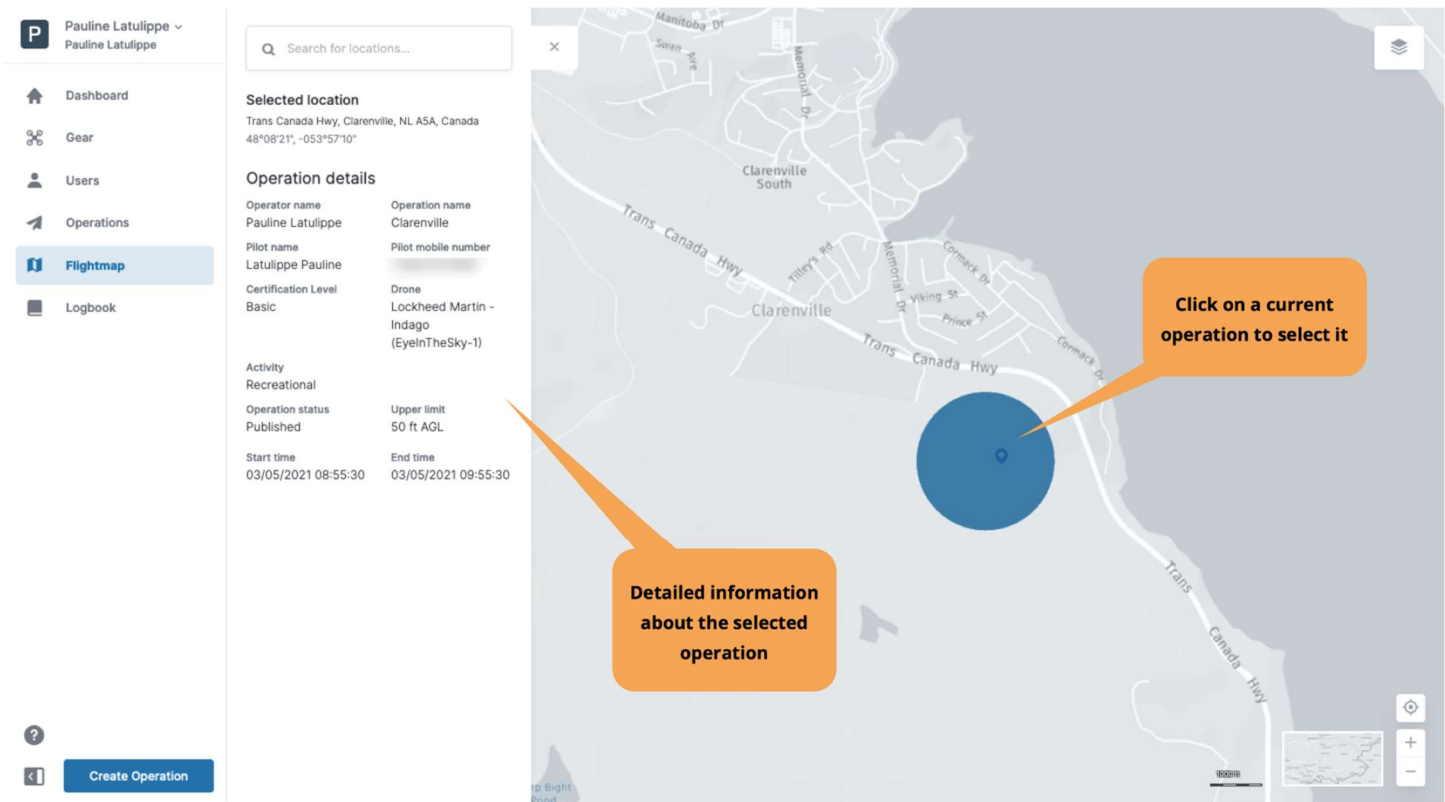 P
Pauline Latulippe
Pauline Latulippe
Dashboard
Gear
Users
Operations
Flightmap
Logbook
Create Operation
Search for locations...
Selected location
Trans Canada Hwy, Clarenville, NL A5A, Canada
48°08'21", -053°57'10"
Operation details
Operator name
Pauline Latulippe
Operation name
Clarenville
Pilot name
Latulippe Pauline
Pilot mobile number
Certification Level
Basic
Drone
Lockheed Martin -
Indago
(EyeInTheSky-1)
Activity
Recreational
Operation status
Published
Upper limit
50 ft AGL
Start time
03/05/2021 08:55:30
End time
03/05/2021 09:55:30
Manitoba Dr
Swan Ave
Memorial Dr
Clarenville
South
Trans Canada Hwy
Tilley's Rd
Memorial Dr
Cormack Dr
Viking St
Prince St
Clarenville
Trans Canada Hwy
Cormack Dr
Click on a current
operation to select it
Detailed information
about the selected
operation
Trans Canada Hwy
ep Bight
Pond
1000ft